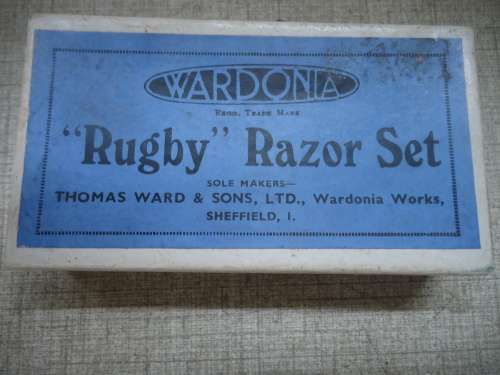 WARDONIA
REGD. TRADE MARK
"Rugby" Razor Set
SOLE MAKERS—
THOMAS WARD & SONS, LTD., Wardonia Works,
SHEFFIELD, 1.